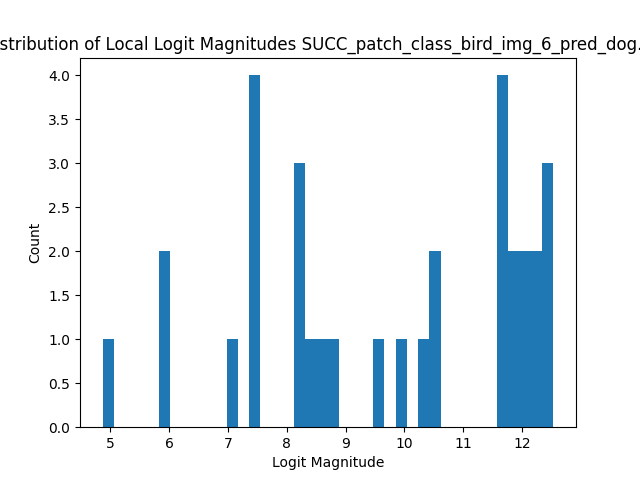 stribution of Local Logit Magnitudes SUCC_patch_class_bird_img_6_pred_dog.
4.0
3.5
3.0
2.5
2.0
1.5
1.0
0.5
0.0
Count
5 6 7 8 9 10 11 12
Logit Magnitude